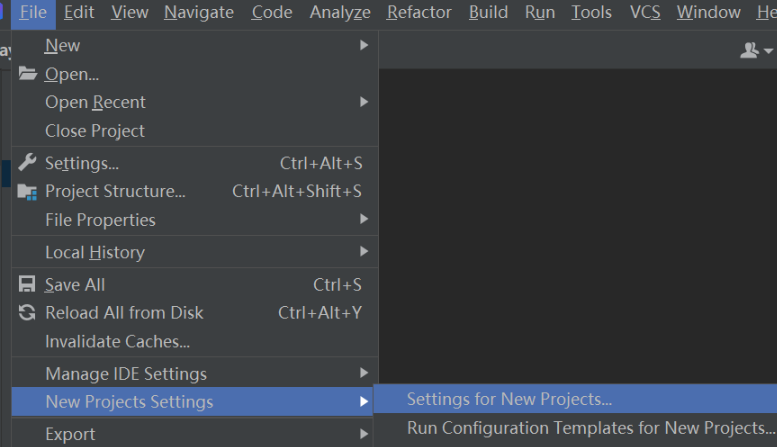 File Edit View Navigate Code Analyze Refactor Build Run Tools VCS Window He
New
Open...
Open Recent
Close Project
Settings... Ctrl+Alt+S
Project Structure... Ctrl+Alt+Shift+S
File Properties
Local History
Save All Ctrl+S
Reload All from Disk Ctrl+Alt+Y
Invalidate Caches...
Manage IDE Settings
New Projects Settings
Settings for New Projects...
Export
Run Configuration Templates for New Projects...